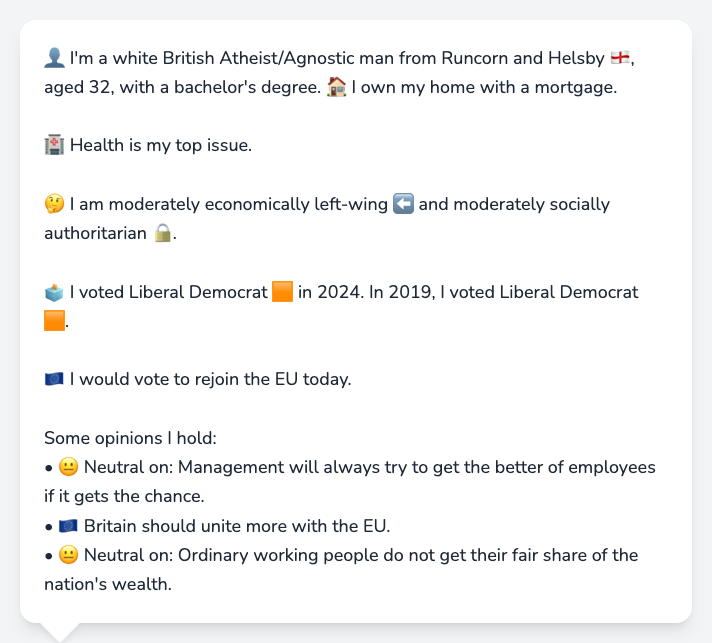 👤 I'm a white British Atheist/Agnostic man from Runcorn and Helsby 🏴󠁧󠁢󠁥󠁮󠁧󠁿,
aged 32, with a bachelor's degree. 🏠 I own my home with a mortgage.
🏥 Health is my top issue.
🤔 I am moderately economically left-wing ⬅️ and moderately socially
authoritarian 🔒.
🗳️ I voted Liberal Democrat 🟧 in 2024. In 2019, I voted Liberal Democrat
🟧.
🇪🇺 I would vote to rejoin the EU today.
Some opinions I hold:
• 😐 Neutral on: Management will always try to get the better of employees
if it gets the chance.
• 🇪🇺 Britain should unite more with the EU.
• 😐 Neutral on: Ordinary working people do not get their fair share of the
nation's wealth.